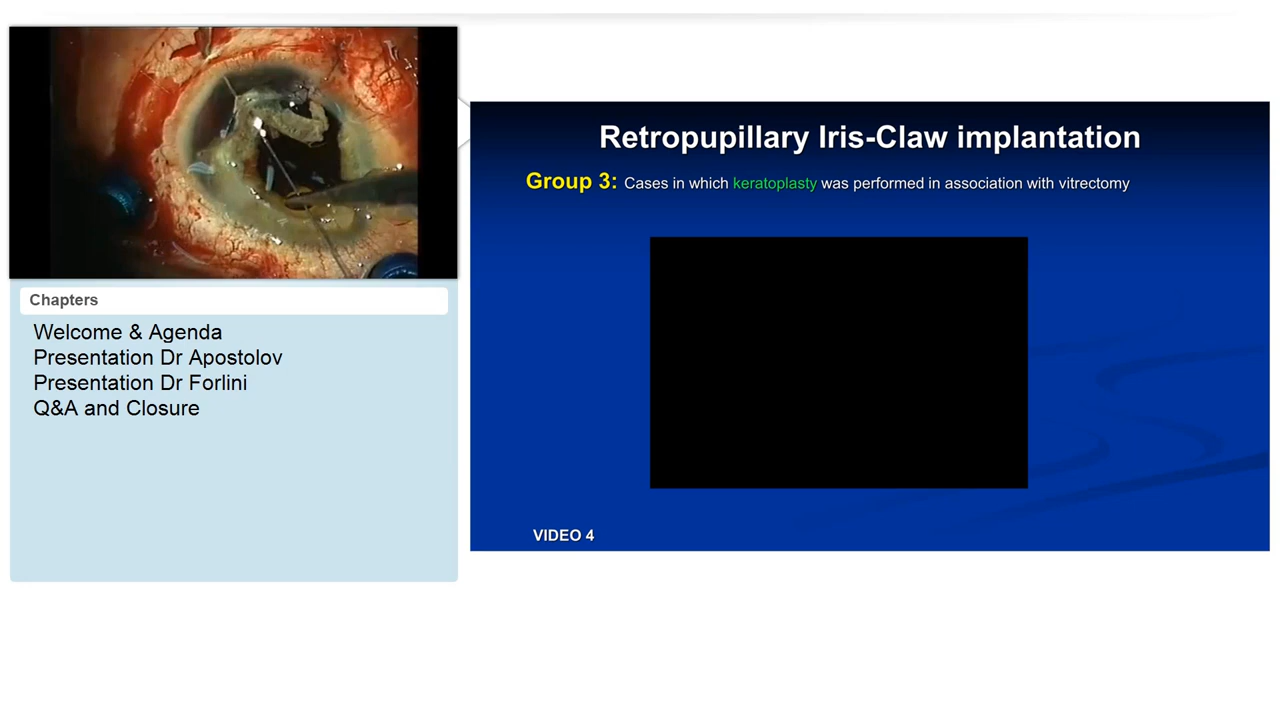 Chapters
Welcome & Agenda
Presentation Dr Apostolov
Presentation Dr Forlini
Q&A and Closure
Retropupillary Iris-Claw implantation
Group 3: Cases in which keratoplasty was performed in association with vitrectomy
VIDEO 4